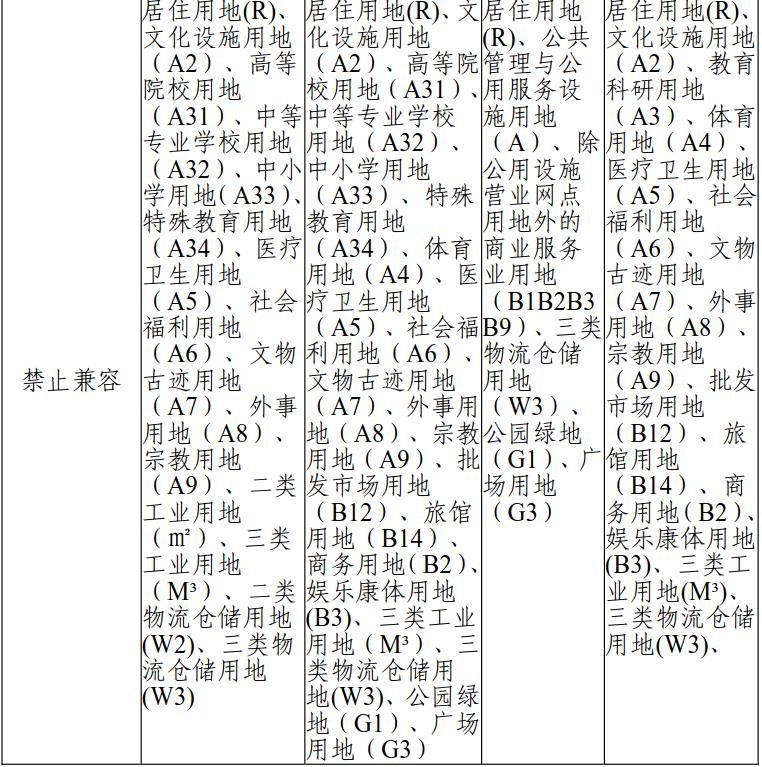 禁止兼容
居住用地(R)、
文化设施用地
（A2）、高等
院校用地
（A31）、中等
专业学校用地
（A32）、中小
学用地(A33)、
特殊教育用地
（A34）、医疗
卫生用地
（A5）、社会
福利用地
（A6）、文物
古迹用地
（A7）、外事
用地（A8）、
宗教用地
（A9）、二类
工业用地
（㎡）、三类
工业用地
（M³）、二类
物流仓储用地
(W2)、三类物
流仓储用地
(W3)
居住用地(R)、文
化设施用地
（A2）、高等院
校用地（A31）、
中等专业学校
用地（A32）、
中小学用地
（A33）、特殊
教育用地
（A34）、体育
用地（A4）、医
疗卫生用地
（A5）、社会福
利用地（A6）、
文物古迹用地
（A7）、外事用
地（A8）、宗教
用地（A9）、批
发市场用地
（B12）、旅馆
用地（B14）、
商务用地（B2）、
娱乐康体用地
(B3)、三类工业
用地（M³）、三
类物流仓储用
地(W3)、公园绿
地（G1）、广场
用地（G3）
居住用地
(R)、公共
管理与公
用服务设
施用地
（A）、除
公用设施
营业网点
用地外的
商业服务
业用地
（B1B2B3
B9）、三类
物流仓储
用地
（W3）、
公园绿地
（G1）、广
场用地
（G3）
居住用地(R)、
文化设施用地
（A2）、教育
科研用地
（A3）、体育
用地（A4）、
医疗卫生用地
（A5）、社会
福利用地
（A6）、文物
古迹用地
（A7）、外事
用地（A8）、
宗教用地
（A9）、批发
市场用地
（B12）、旅
馆用地
（B14）、商
务用地(B2)、
娱乐康体用地
(B3)、三类工
业用地(M³)、
三类物流仓储
用地(W3)、